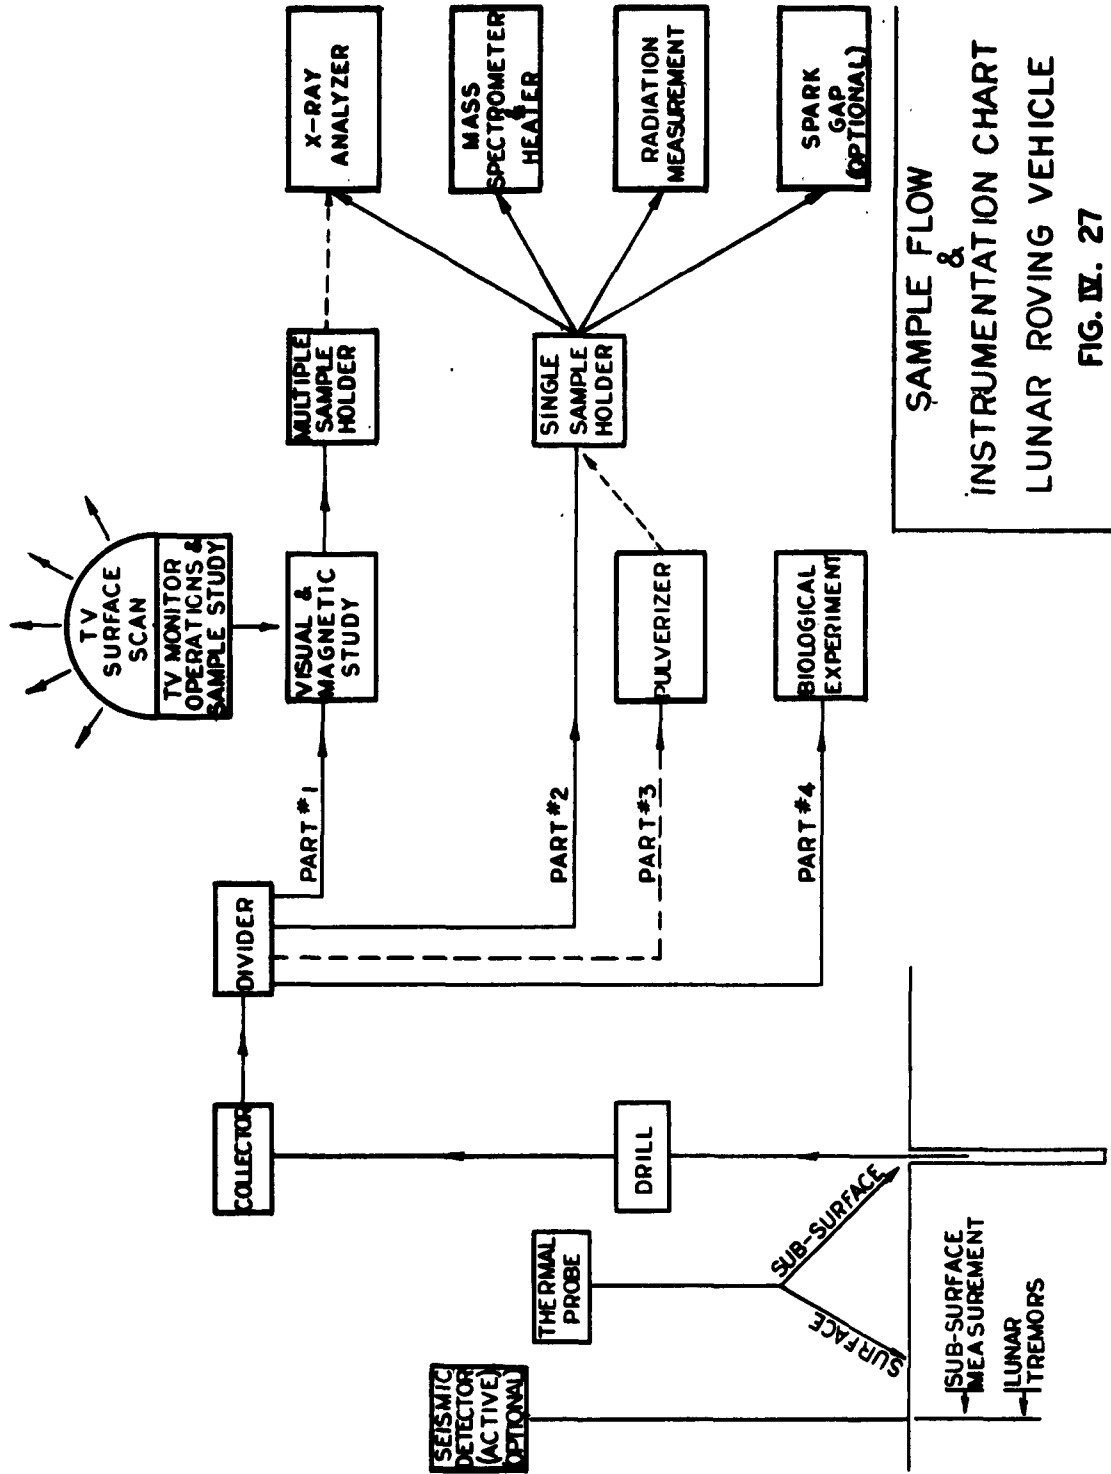 TV
SURFACE
SCAN
TV MONITOR
OPERATIONS &
SAMPLE STUDY
COLLECTOR
DIVIDER
PART #1
VISUAL &
MAGNETIC
STUDY
MULTIPLE
SAMPLE
HOLDER
X-RAY
ANALYZER
MASS
SPECTROMETER
&
HEATER
SEISMIC
DETECTOR
(ACTIVE)
OPTIONAL)
THERMAL
PROBE
DRILL
PART #2
SINGLE
SAMPLE
HOLDER
PART #3
PULVERIZER
RADIATION
MEASUREMENT
SURFACE
SUB-SURFACE
PART #4
BIOLOGICAL
EXPERIMENT
SPARK
GAP
(OPTIONAL)
SUB-SURFACE
MEASUREMENT
LUNAR
TREMORS
SAMPLE FLOW
&
INSTRUMENTATION CHART
LUNAR ROVING VEHICLE
FIG. IV. 27